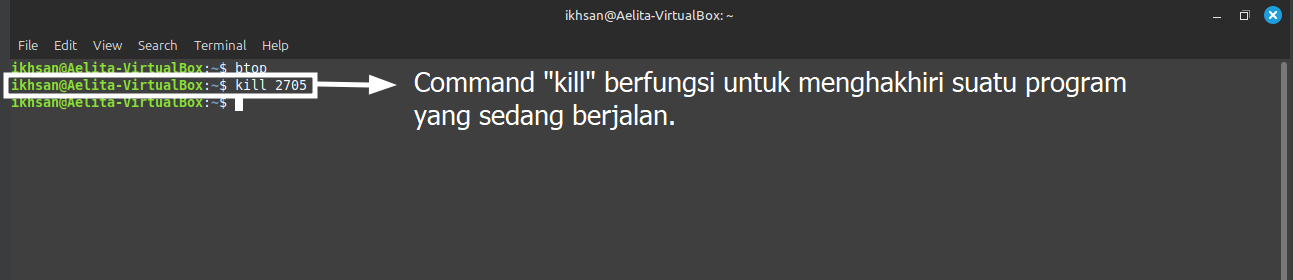 ikhsan@Aelita-VirtualBox: ~
File Edit View Search Terminal Help
ikhsan@Aelita-VirtualBox:~$ btop
ikhsan@Aelita-VirtualBox:~$ kill 2705
ikhsan@Aelita-VirtualBox:~$
Command "kill" berfungsi untuk menghakhiri suatu program
yang sedang berjalan.